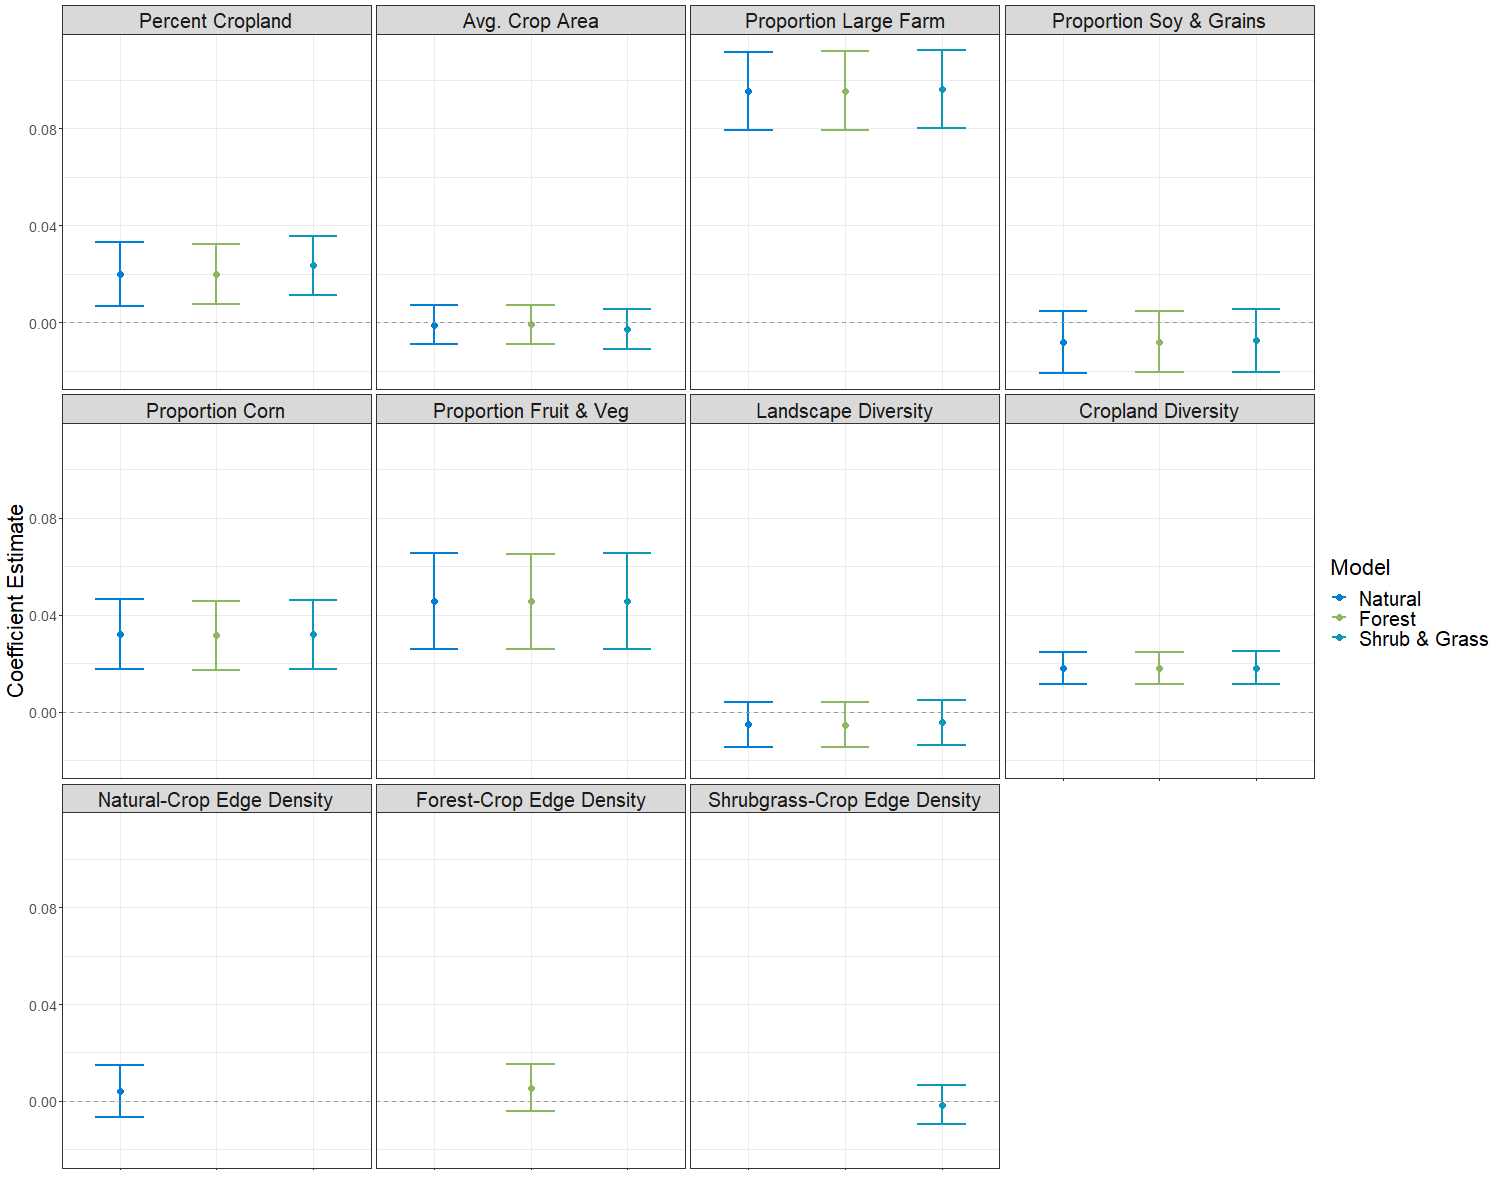 Percent Cropland
Avg. Crop Area
Proportion Large Farm
Proportion Soy & Grains
0.08
0.04
0.00
Proportion Corn
Proportion Fruit & Veg
Landscape Diversity
Cropland Diversity
0.08
0.04
0.00
Coefficient Estimate
Natural-Crop Edge Density
Forest-Crop Edge Density
Shrubgrass-Crop Edge Density
0.08
0.04
0.00
Model
Natural
Forest
Shrub & Grass